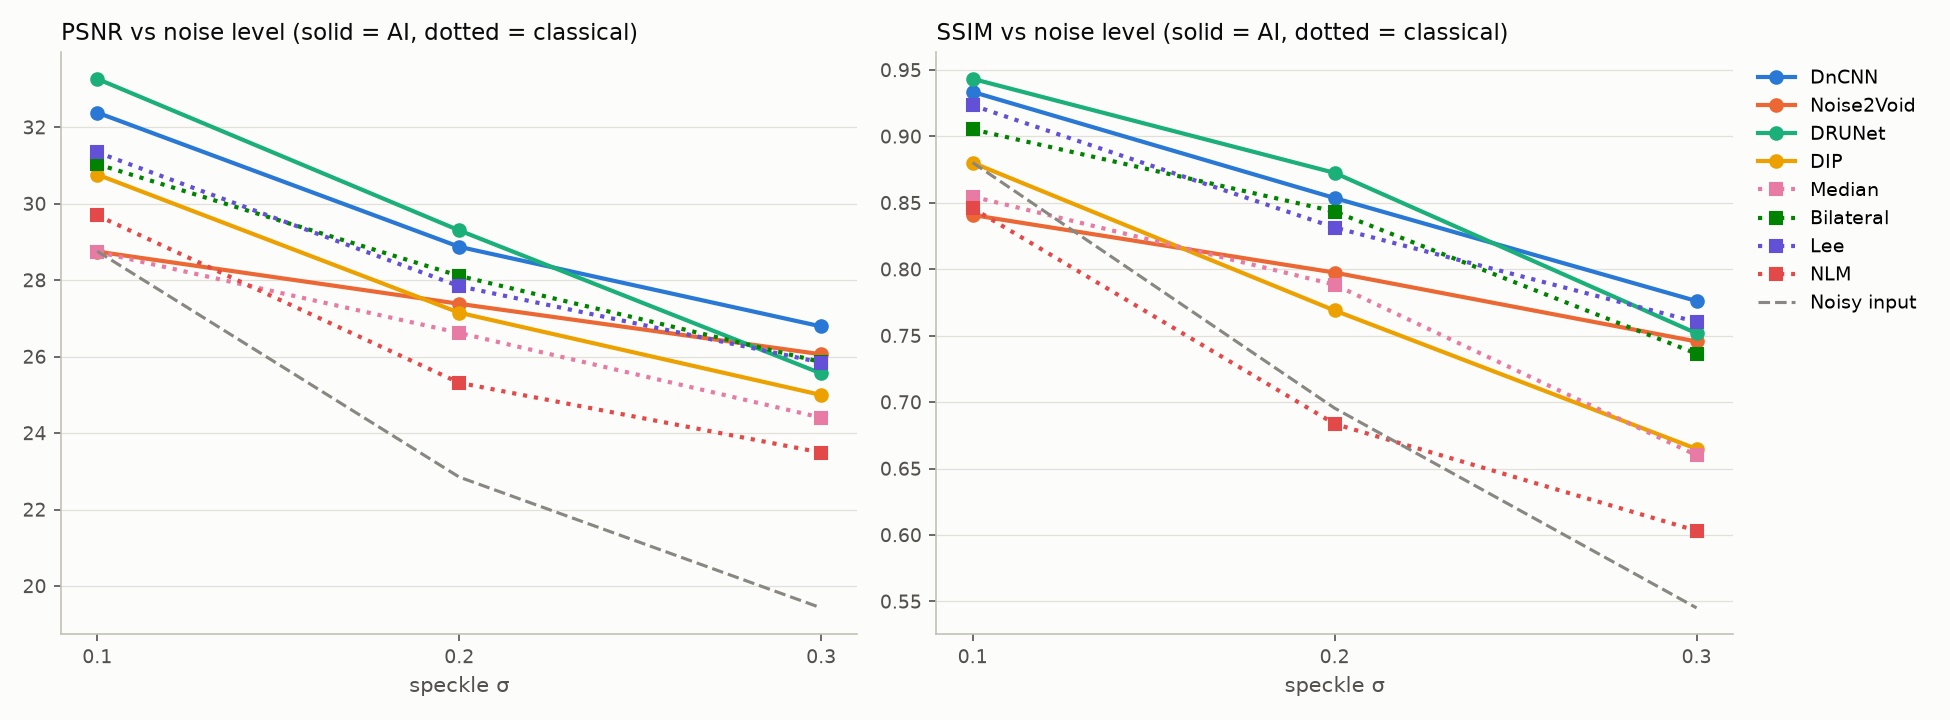 PSNR vs noise level (solid = AI, dotted = classical)
32
30
28
26
24
22
20
0.1
0.2
0.3
speckle σ
SSIM vs noise level (solid = AI, dotted = classical)
0.95
0.90
0.85
0.80
0.75
0.70
0.65
0.60
0.55
0.1
0.2
0.3
speckle σ
DnCNN
Noise2Void
DRUNet
DIP
Median
Bilateral
Lee
NLM
Noisy input